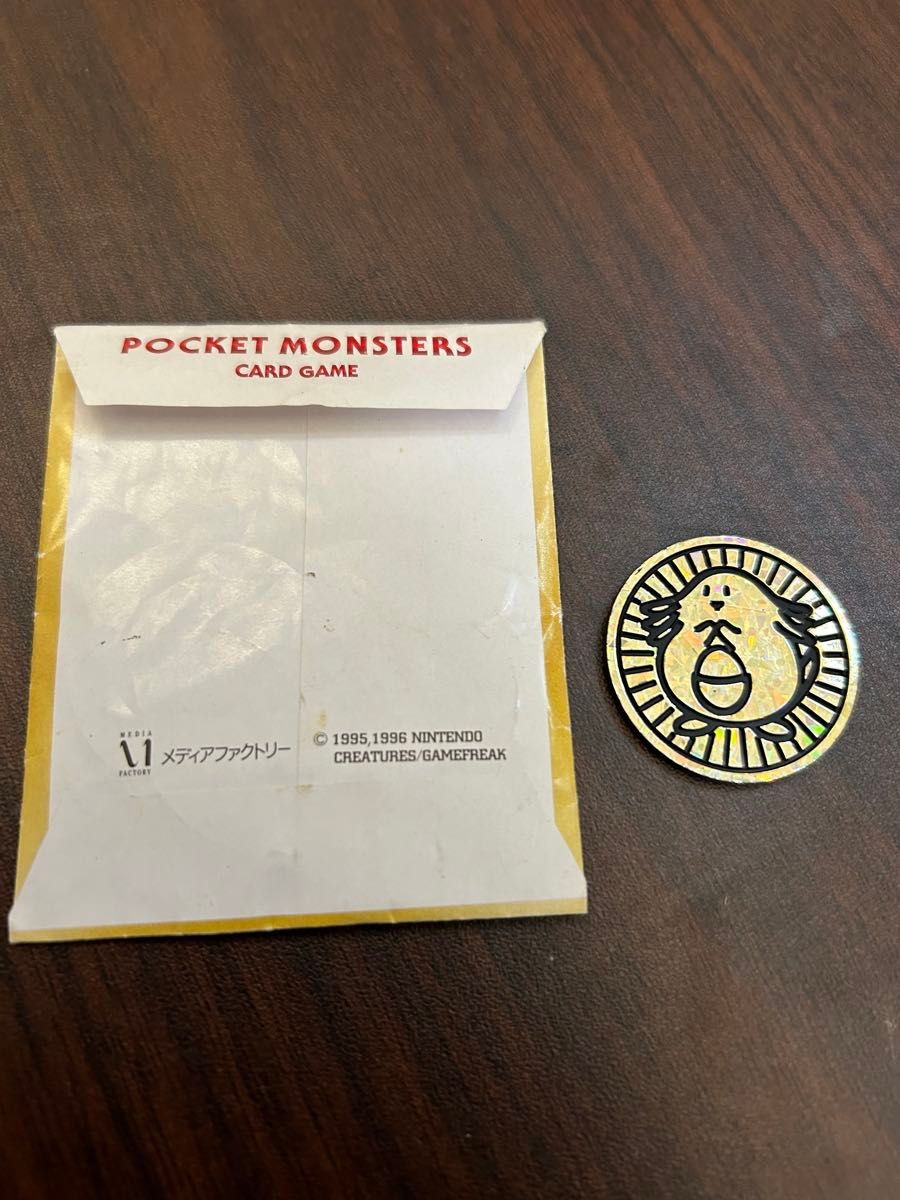 POCKET MONSTERS
CARD GAME
MEDIA
FACTORY
メディアファクトリー
© 1995,1996 NINTENDO
CREATURES/GAMEFREAK